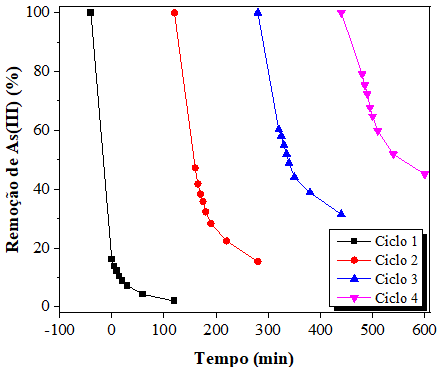 Remoção de As(III) (%)
100
80
60
40
20
0
Ciclo 1
Ciclo 2
Ciclo 3
Ciclo 4
-100 0 100 200 300 400 500 600
Tempo (min)